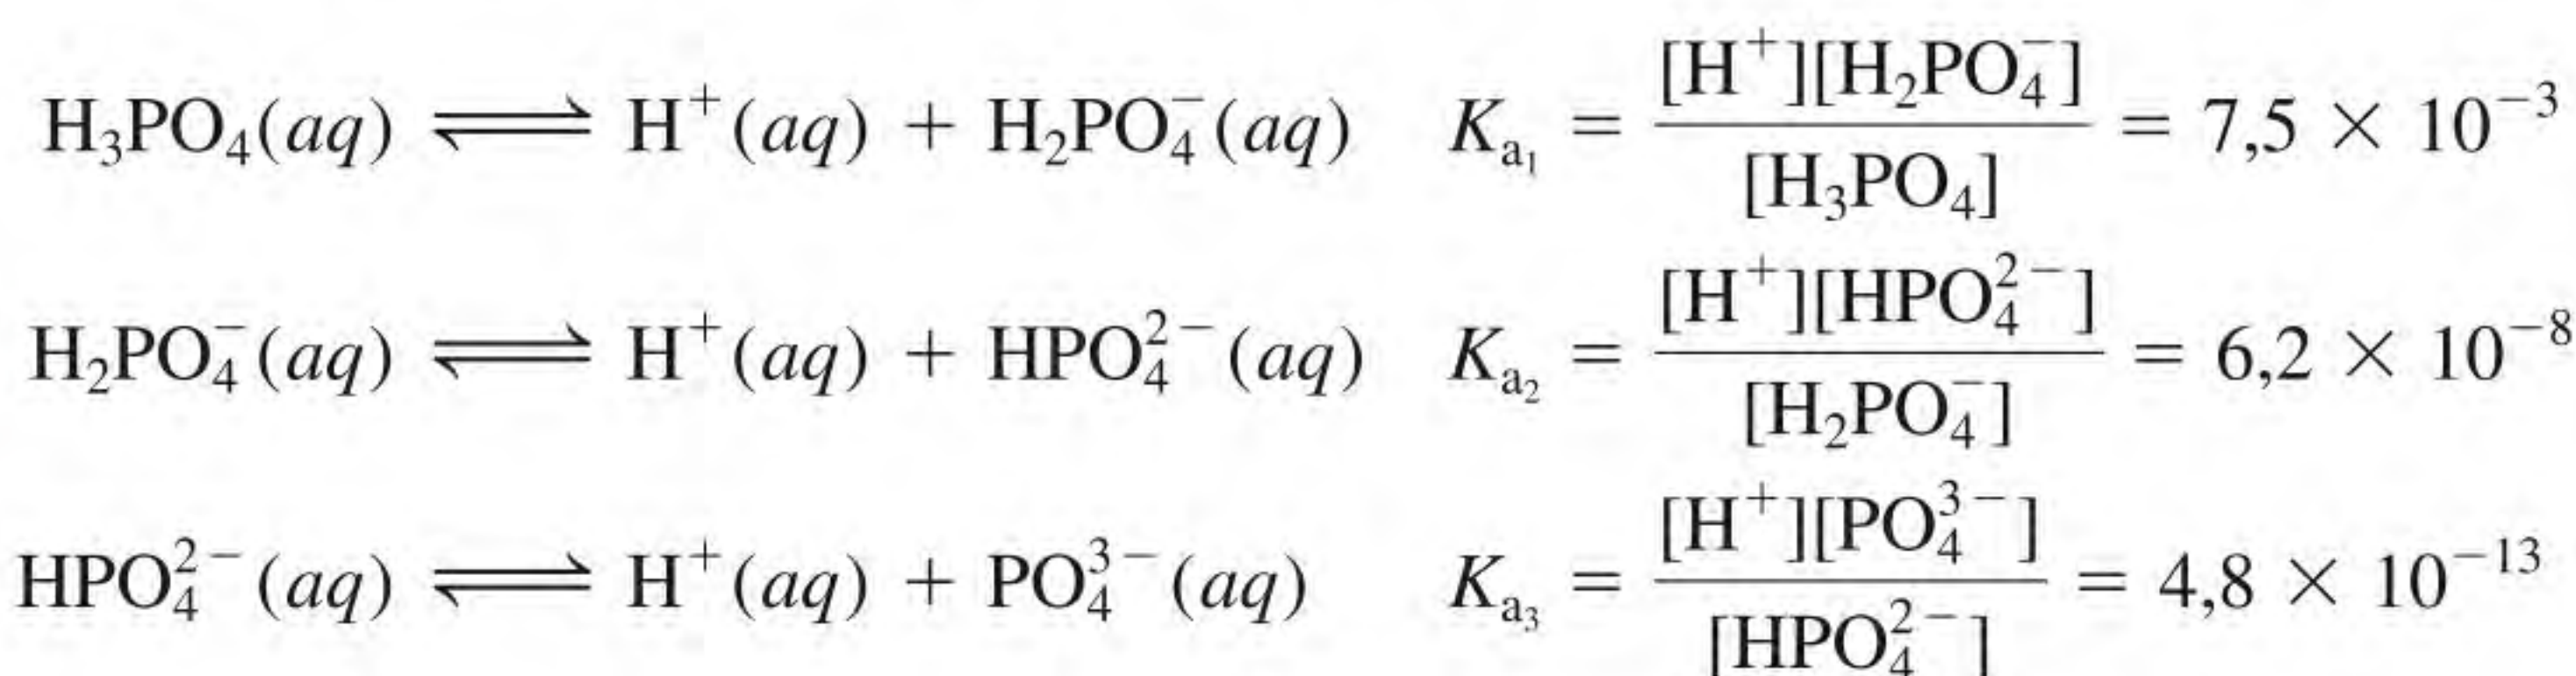 H₃PO₄(aq) ⇌ H⁺(aq) + H₂PO₄⁻(aq) Kₐ₁ = [H⁺][H₂PO₄⁻] / [H₃PO₄] = 7,5 × 10⁻³
H₂PO₄⁻(aq) ⇌ H⁺(aq) + HPO₄²⁻(aq) Kₐ₂ = [H⁺][HPO₄²⁻] / [H₂PO₄⁻] = 6,2 × 10⁻⁸
HPO₄²⁻(aq) ⇌ H⁺(aq) + PO₄³⁻(aq) Kₐ₃ = [H⁺][PO₄³⁻] / [HPO₄²⁻] = 4,8 × 10⁻¹³